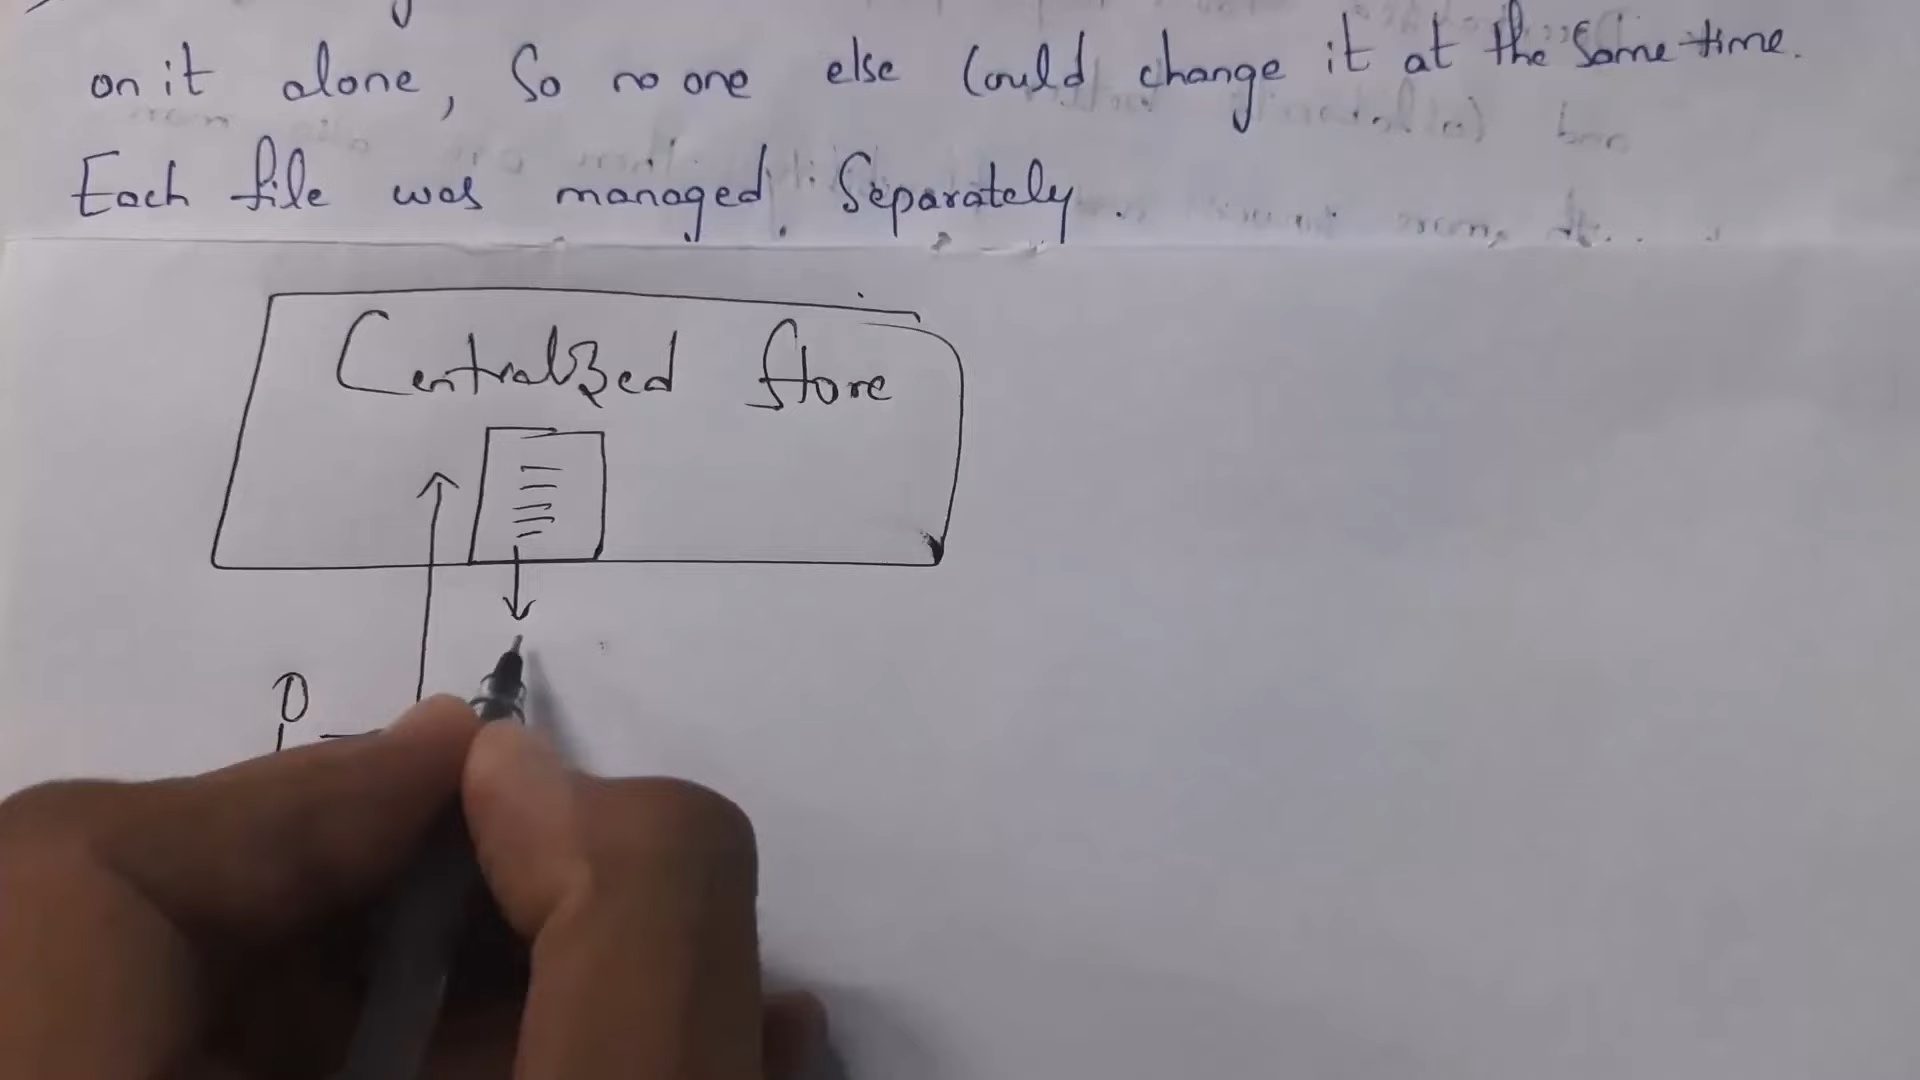 on it alone, So no one else Could change it at the same time.
Each file was managed Separately.
Centralized Store